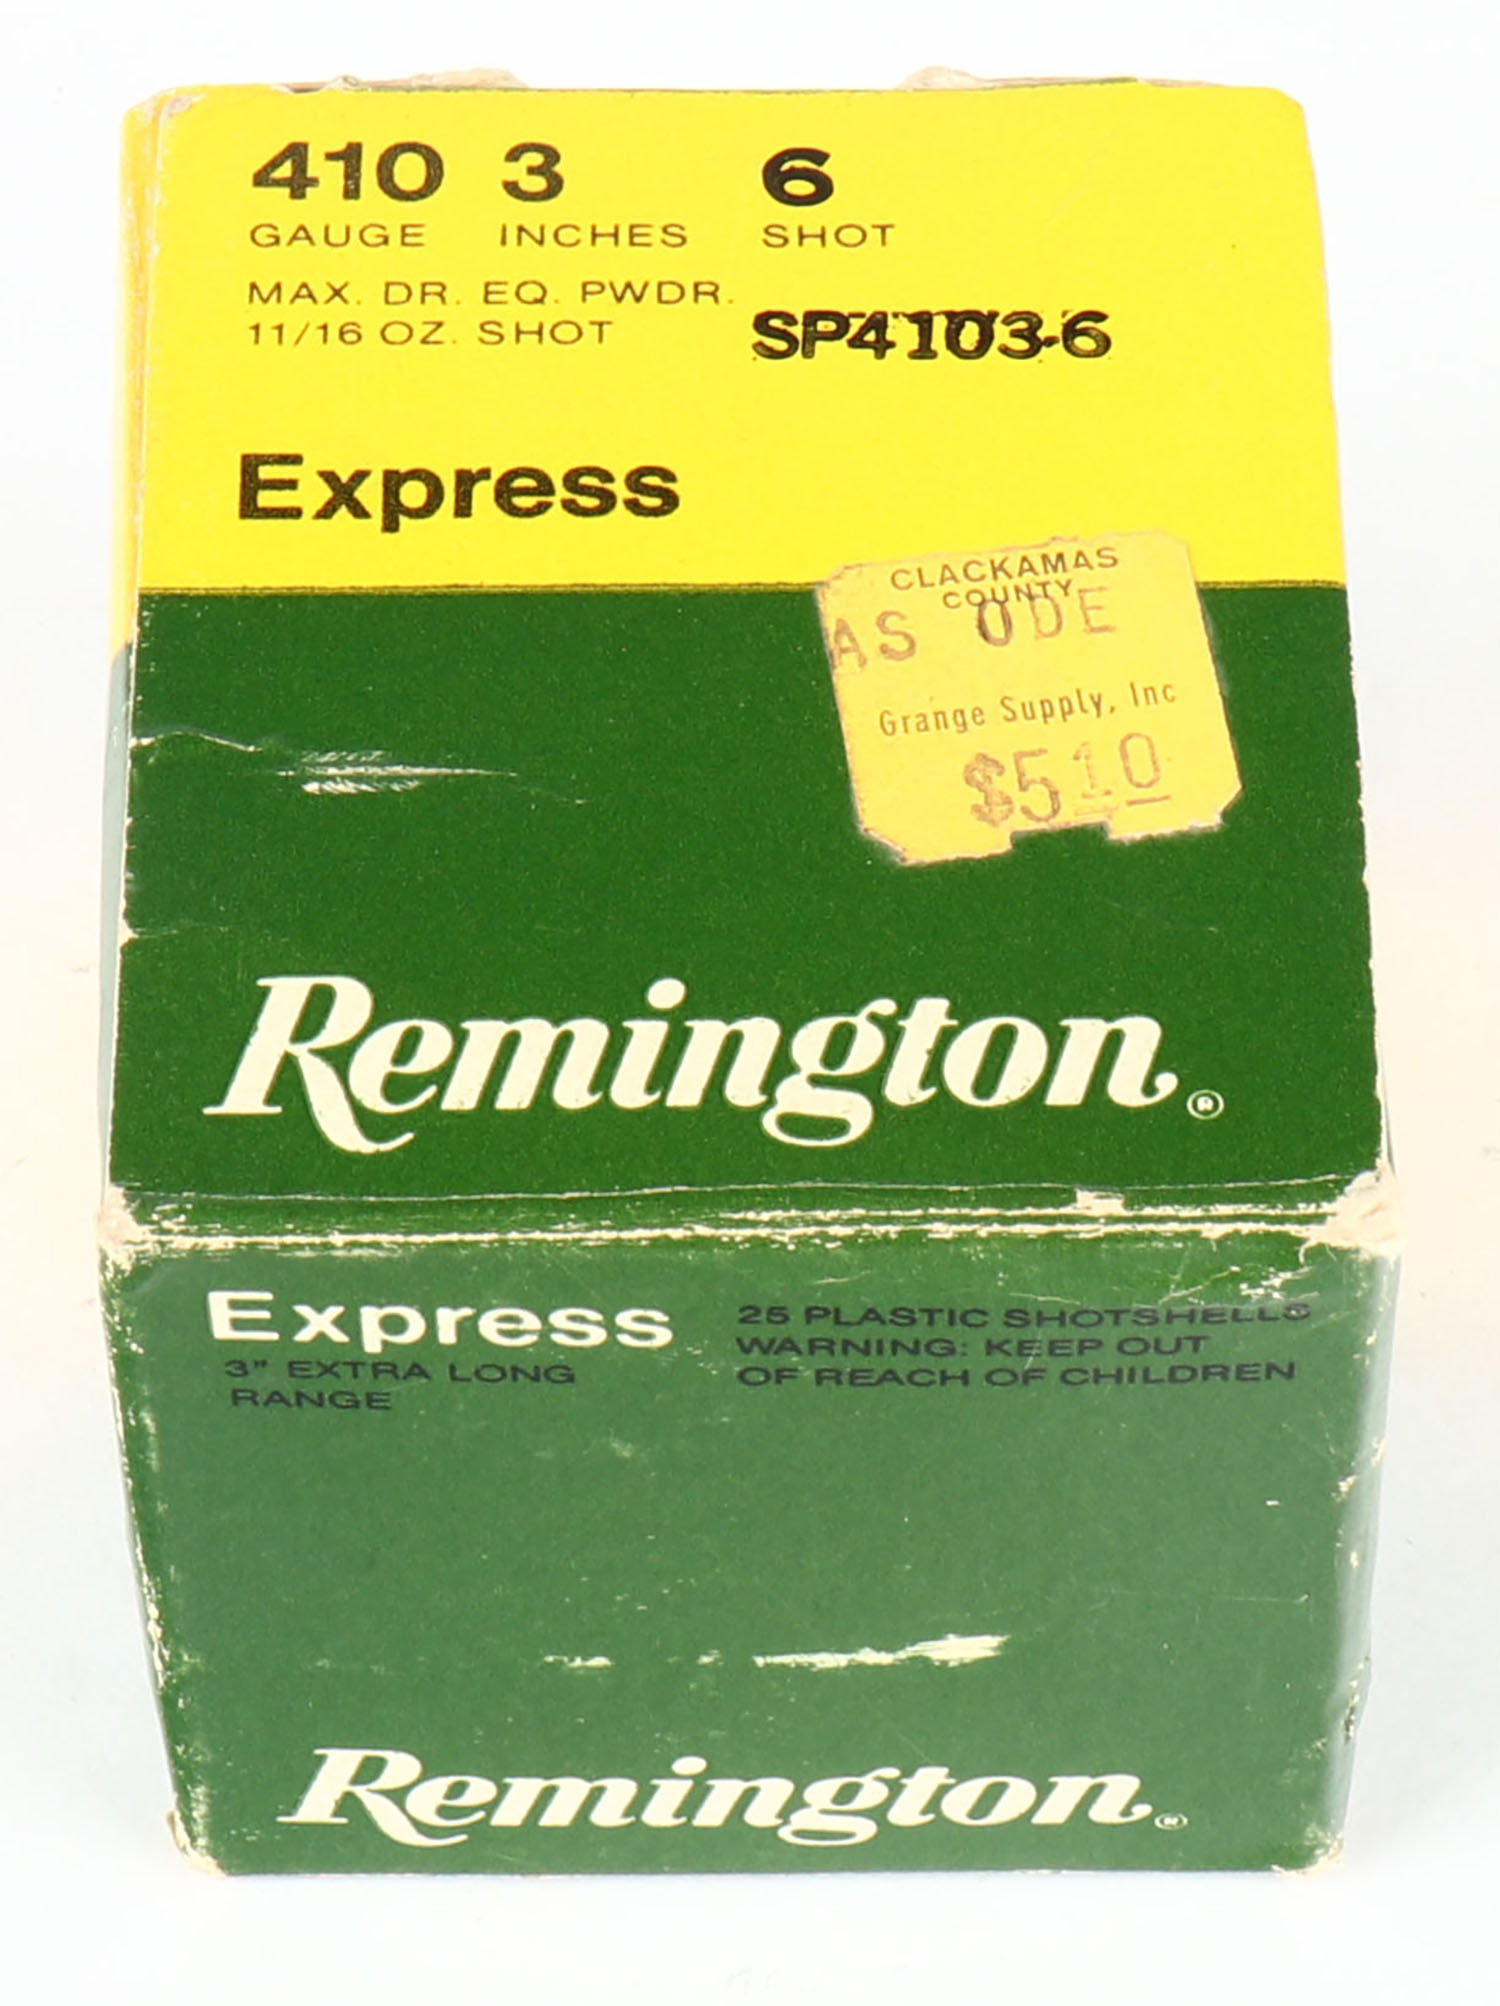 410 3 6
GAUGE INCHES SHOT
MAX. DR. EQ. PWDR.
11/16 OZ. SHOT
SP4103-6
Express
CLACKAMAS
COUNTY
AS ODE
Grange Supply, Inc
$5.10
Remington®
Express
3" EXTRA LONG
RANGE
25 PLASTIC SHOTSHELLS
WARNING: KEEP OUT
OF REACH OF CHILDREN
Remington®